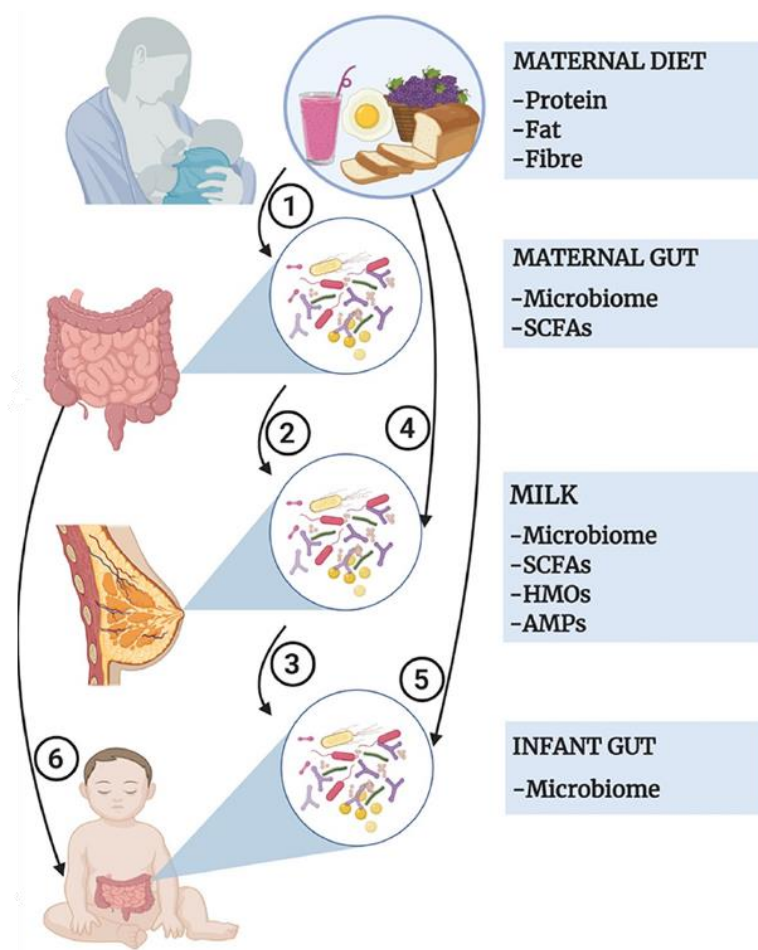 MATERNAL DIET
-Protein
-Fat
-Fibre
1
MATERNAL GUT
-Microbiome
-SCFAs
2
4
MILK
-Microbiome
-SCFAs
-HMOs
-AMPs
3
5
6
INFANT GUT
-Microbiome